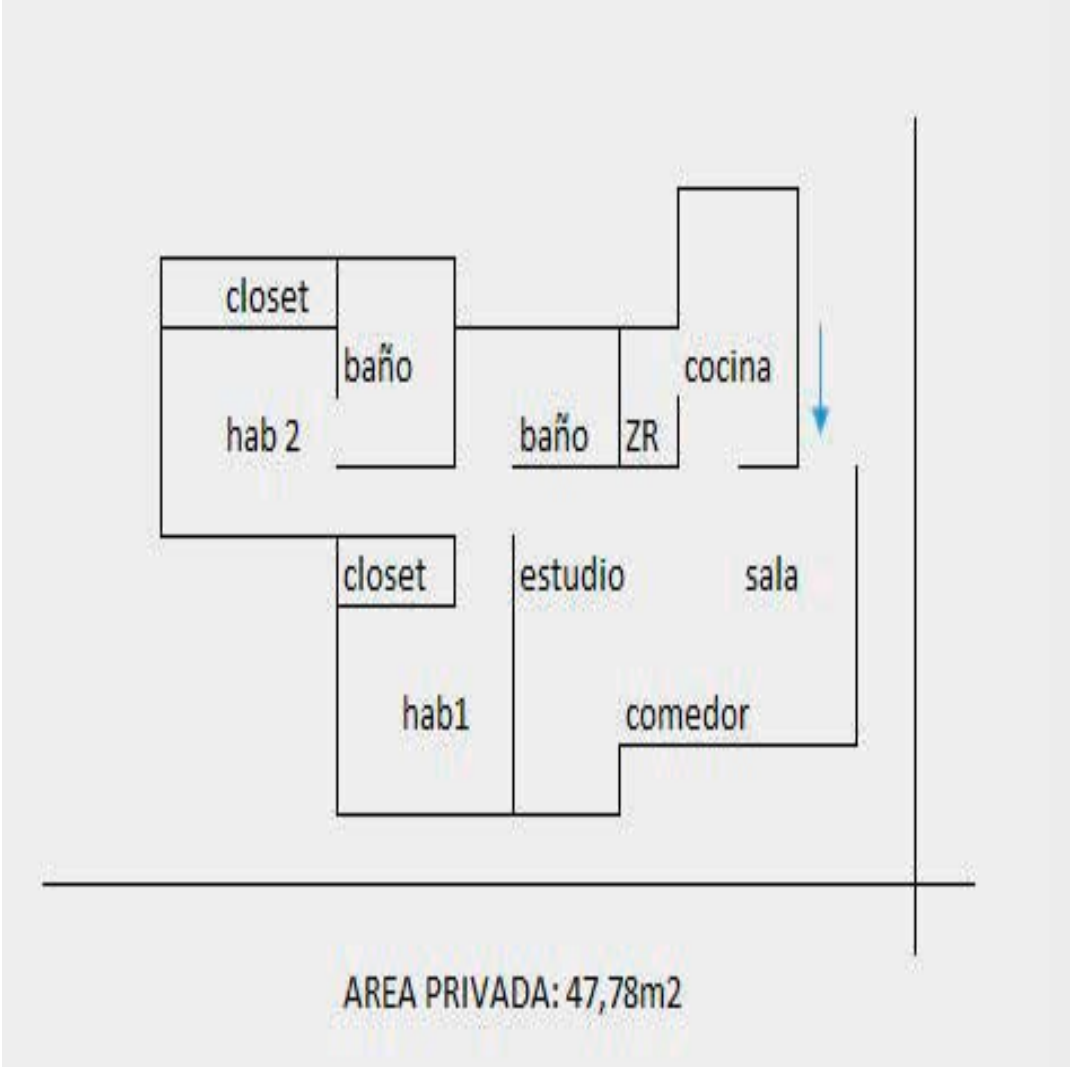 closet
baño
cocina
hab 2
baño
ZR
closet
estudio
sala
hab1
comedor
AREA PRIVADA: 47,78m2